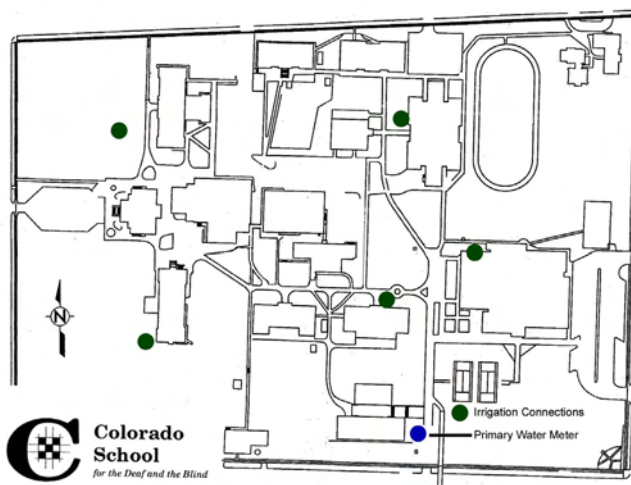 N
Irrigation Connections
Primary Water Meter
C
Colorado
School
for the Deaf and the Blind